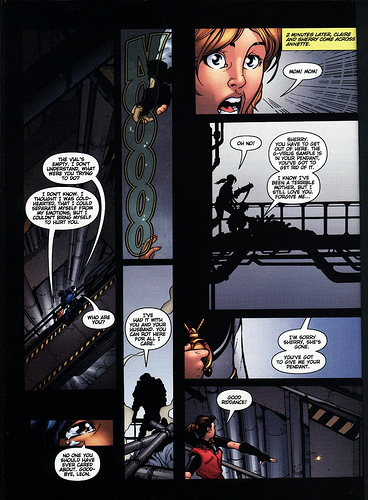 THE VIAL'S
EMPTY. I DON'T
UNDERSTAND, WHAT
WERE YOU TRYING
TO DO?
I DON'T KNOW. I
THOUGHT I WAS COLD-
HEARTED, THAT I COULD
SEPARATE MYSELF FROM
MY EMOTIONS, BUT I
COULDN'T BRING MYSELF
TO HURT YOU.
WHO ARE
YOU?
NO ONE YOU
SHOULD HAVE
EVER CARED
ABOUT. GOOD-
BYE, LEON.
NOOOOO
I'VE
HAD IT WITH
YOU AND YOUR
HUSBAND. YOU
CAN ROT HERE
FOR ALL I
CARE.
2 MINUTES LATER, CLAIRE
AND SHERRY COME ACROSS
ANNETTE.
MOM! MOM!
OH NO!
SHERRY,
YOU HAVE TO GET
OUT OF HERE. THE
G-VIRUS SAMPLE IS
IN YOUR PENDANT.
YOU'VE GOT TO
GET RID OF IT.
I KNOW I'VE
BEEN A TERRIBLE
MOTHER, BUT I
STILL LOVE YOU.
FORGIVE ME...
I'M SORRY
SHERRY, SHE'S
GONE.
YOU'VE GOT
TO GIVE ME YOUR
PENDANT.
GOOD
RIDDANCE!